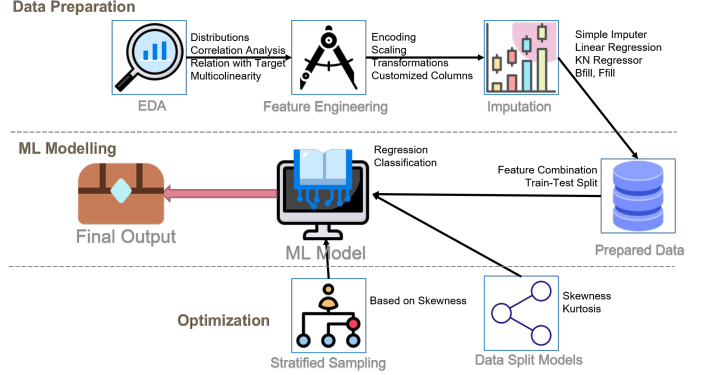 Data Preparation
Distributions
Correlation Analysis
Relation with Target
Multicolinearity
Encoding
Scaling
Transformations
Customized Columns
Simple Imputer
Linear Regression
KN Regressor
Bfill, Ffill
EDA
Feature Engineering
Imputation
ML Modelling
Regression
Classification
Feature Combination
Train-Test Split
Final Output
ML Model
Prepared Data
Optimization
Based on Skewness
Skewness
Kurtosis
Stratified Sampling
Data Split Models